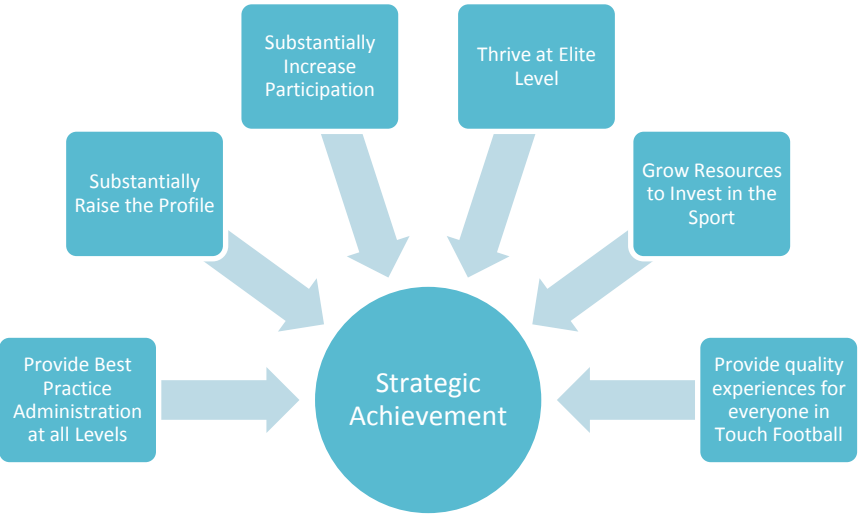 Substantially
Increase
Participation
Thrive at Elite
Level
Substantially
Raise the Profile
Grow Resources
to Invest in the
Sport
Provide Best
Practice
Administration
at all Levels
Strategic
Achievement
Provide quality
experiences for
everyone in
Touch Football